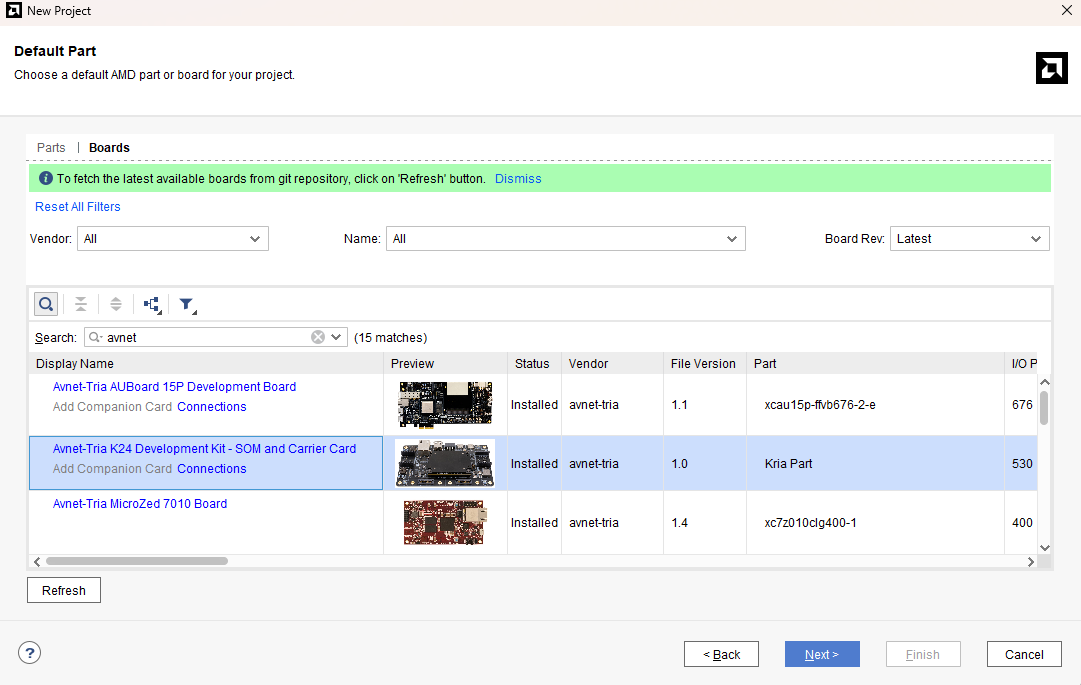 New Project
Default Part
Choose a default AMD part or board for your project.
Parts | Boards
To fetch the latest available boards from git repository, click on 'Refresh' button. Dismiss
Reset All Filters
Vendor: All Name: All Board Rev: Latest
Search: avnet (15 matches)
Display Name Preview Status Vendor File Version Part I/O P
Avnet-Tria AUBoard 15P Development Board
Add Companion Card Connections
Installed avnet-tria 1.1 xcau15p-ffvb676-2-e 676
Avnet-Tria K24 Development Kit - SOM and Carrier Card
Add Companion Card Connections
Installed avnet-tria 1.0 Kria Part 530
Avnet-Tria MicroZed 7010 Board
Installed avnet-tria 1.4 xc7z010clg400-1 400
Refresh
? < Back Next > Finish Cancel